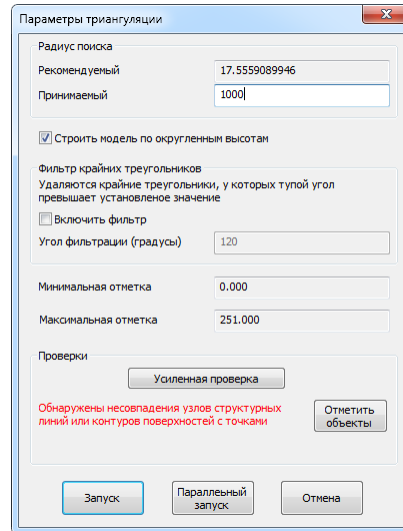 Параметры триангуляции
Радиус поиска
Рекомендуемый 17.5559089946
Принимаемый 1000
Строить модель по округленным высотам
Фильтр крайних треугольников
Удаляются крайние треугольники, у которых тупой угол
превышает установленое значение
Включить фильтр
Угол фильтрации (градусы) 120
Минимальная отметка 0.000
Максимальная отметка 251.000
Проверки
Усиленная проверка
Обнаружены несовпадения узлов структурных
линий или контуров поверхностей с точками
Отметить
объекты
Запуск
Параллельный
запуск
Отмена